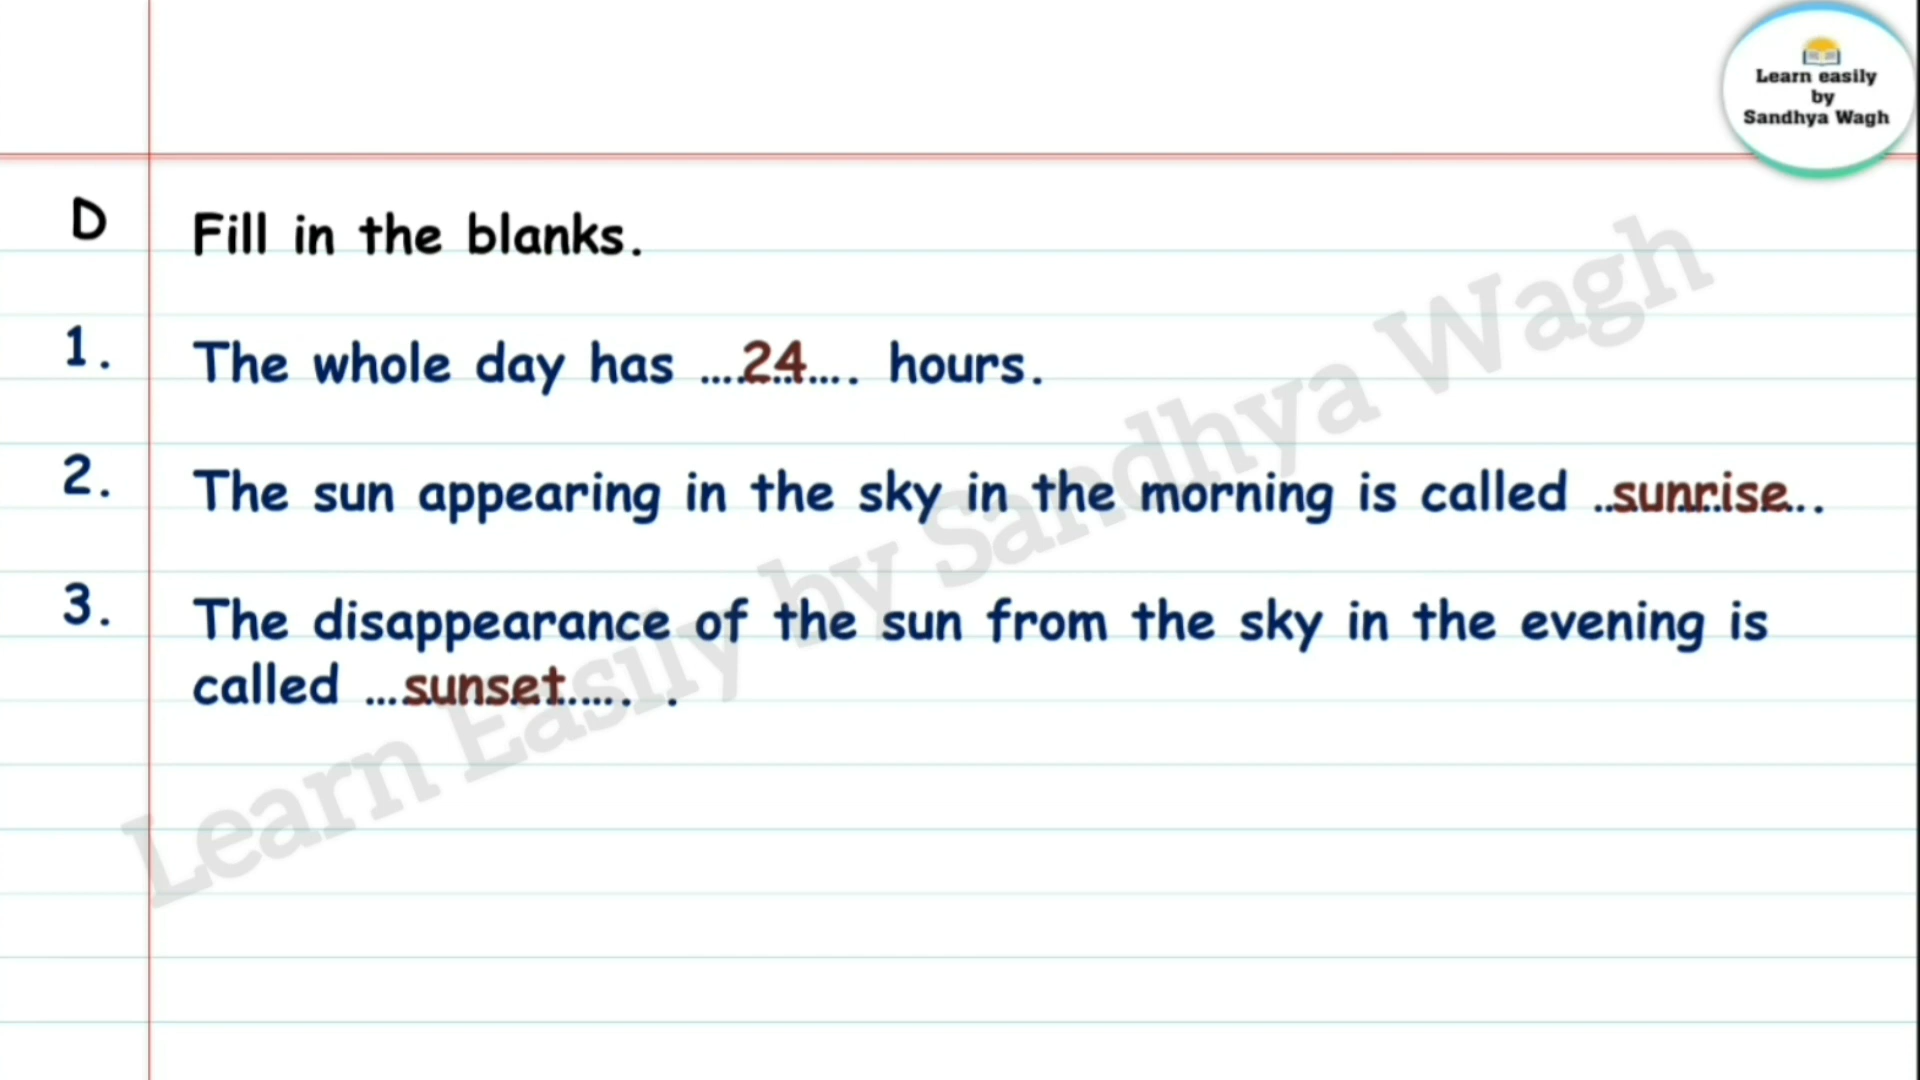 Learn easily
by
Sandhya Wagh
D Fill in the blanks.
1. The whole day has ...24.... hours.
2. The sun appearing in the sky in the morning is called ..sunrise...
3. The disappearance of the sun from the sky in the evening is
called ...sunset.... .
Learn Easily by Sandhya Wagh